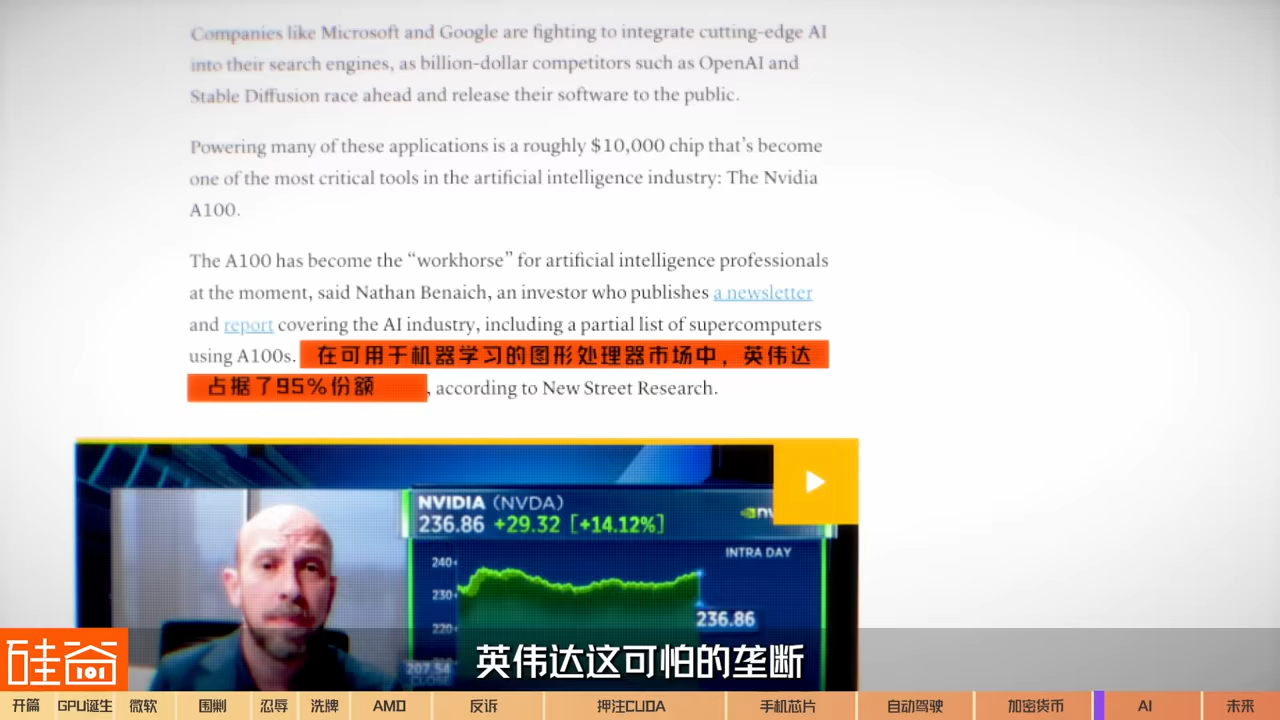 Companies like Microsoft and Google are fighting to integrate cutting-edge AI
into their search engines, as billion-dollar competitors such as OpenAI and
Stable Diffusion race ahead and release their software to the public.
Powering many of these applications is a roughly $10,000 chip that's become
one of the most critical tools in the artificial intelligence industry: The Nvidia
A100.
The A100 has become the “workhorse” for artificial intelligence professionals
at the moment, said Nathan Benaich, an investor who publishes a newsletter
and report covering the AI industry, including a partial list of supercomputers
using A100s. 在可用于机器学习的图形处理器市场中，英伟达
占据了95%份额, according to New Street Research.
NVIDIA (NVDA)
236.86 +29.32 [+14.12%]
INTRA DAY
240
230
236.86
220
207.54
CLOSE
英伟达这可怕的垄断
硅谷101
开篇 GPU诞生 微软 围剿 忍辱 洗牌 AMD 反诉 押注CUDA 手机芯片 自动驾驶 加密货币 AI 未来